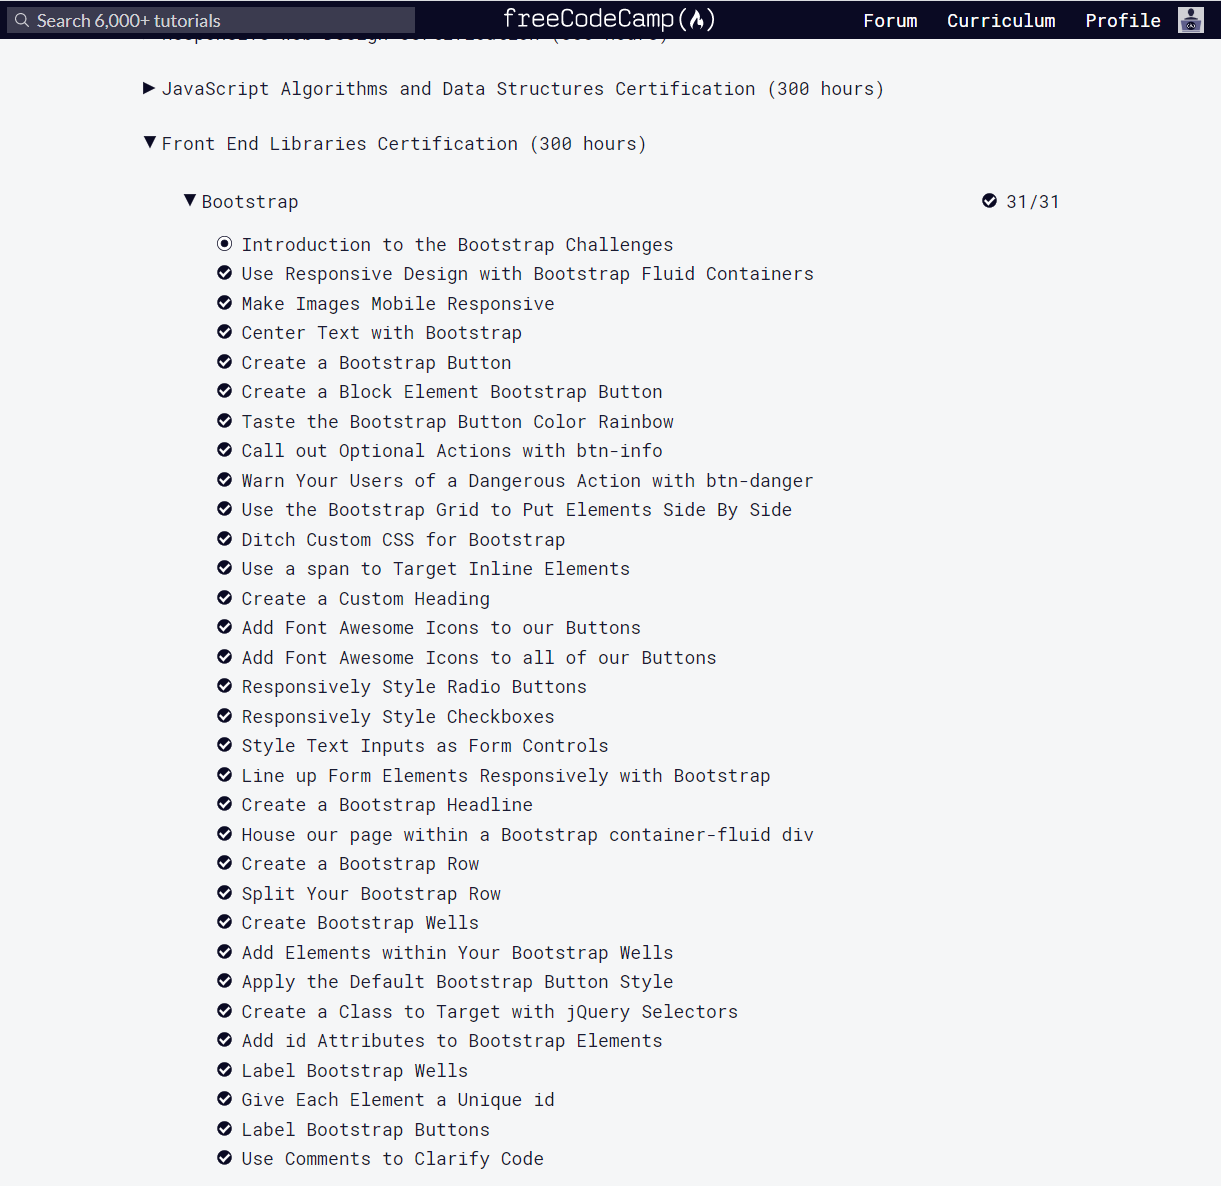 Search 6,000+ tutorials
freeCodeCamp(🔥)
Forum Curriculum Profile
Responsive Web Design Certification (300 hours)
JavaScript Algorithms and Data Structures Certification (300 hours)
Front End Libraries Certification (300 hours)
Bootstrap 31/31
Introduction to the Bootstrap Challenges
Use Responsive Design with Bootstrap Fluid Containers
Make Images Mobile Responsive
Center Text with Bootstrap
Create a Bootstrap Button
Create a Block Element Bootstrap Button
Taste the Bootstrap Button Color Rainbow
Call out Optional Actions with btn-info
Warn Your Users of a Dangerous Action with btn-danger
Use the Bootstrap Grid to Put Elements Side By Side
Ditch Custom CSS for Bootstrap
Use a span to Target Inline Elements
Create a Custom Heading
Add Font Awesome Icons to our Buttons
Add Font Awesome Icons to all of our Buttons
Responsively Style Radio Buttons
Responsively Style Checkboxes
Style Text Inputs as Form Controls
Line up Form Elements Responsively with Bootstrap
Create a Bootstrap Headline
House our page within a Bootstrap container-fluid div
Create a Bootstrap Row
Split Your Bootstrap Row
Create Bootstrap Wells
Add Elements within Your Bootstrap Wells
Apply the Default Bootstrap Button Style
Create a Class to Target with jQuery Selectors
Add id Attributes to Bootstrap Elements
Label Bootstrap Wells
Give Each Element a Unique id
Label Bootstrap Buttons
Use Comments to Clarify Code